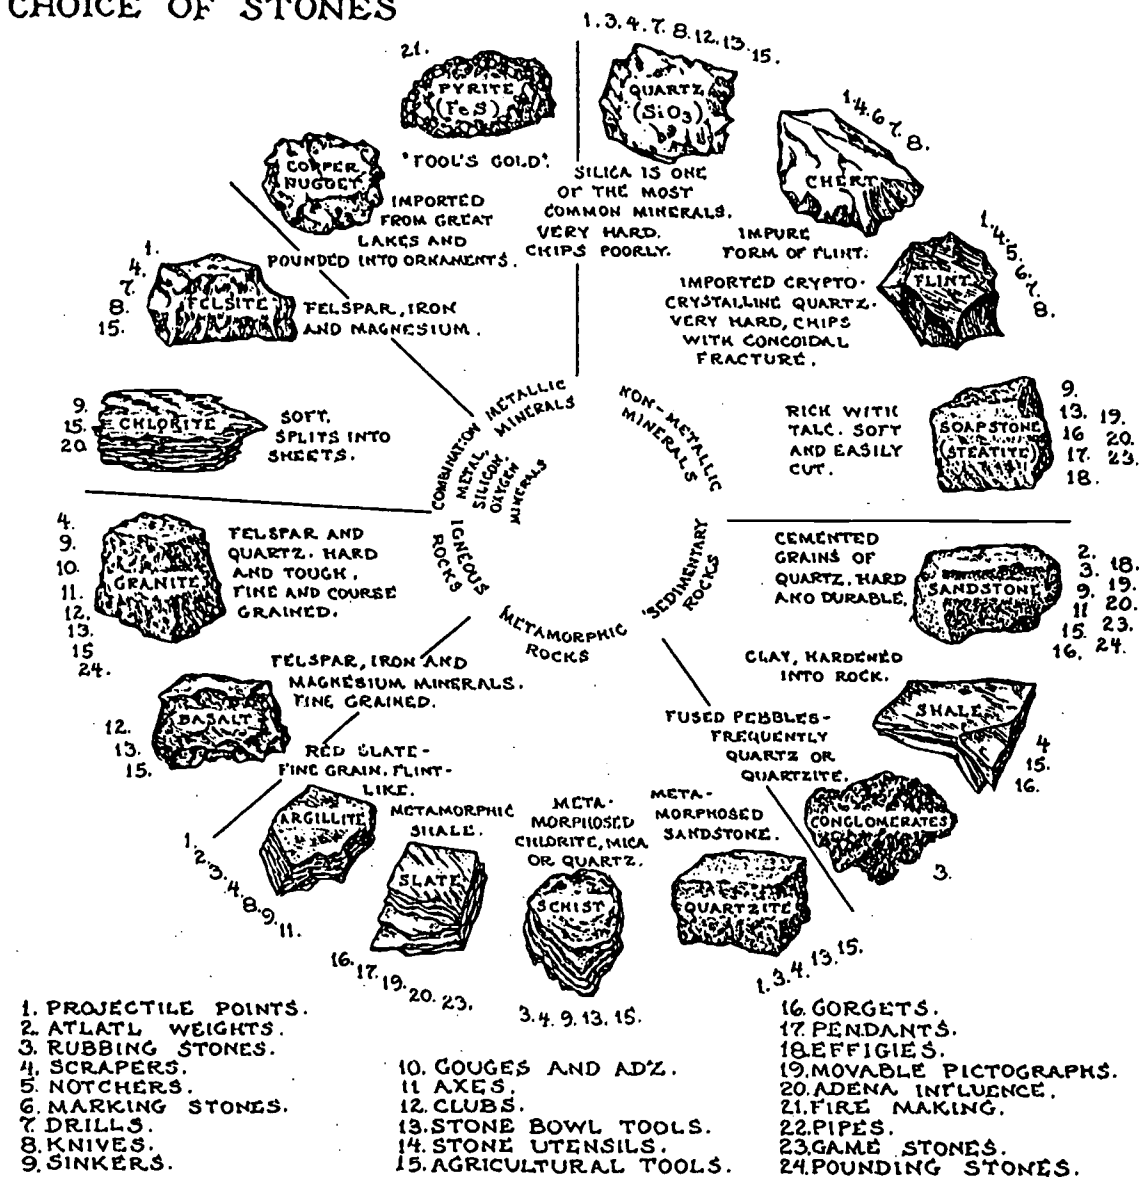 CHOICE OF STONES
21.
PYRITE
(FeS)
"FOOL'S GOLD".
COPPER
NUGGET
IMPORTED
FROM GREAT
LAKES AND
POUNDED INTO ORNAMENTS.
1.
4.
7.
8.
15.
FELSITE
FELSPAR, IRON
AND MAGNESIUM.
9.
15.
20
CHLORITE
SOFT,
SPLITS INTO
SHEETS.
1. 3. 4. 7. 8. 12. 13. 15.
QUARTZ
(SiO3)
SILICA IS ONE
OF THE MOST
COMMON MINERALS.
VERY HARD.
CHIPS POORLY.
1. 4. 6. 7. 8.
CHERT
IMPURE
FORM OF FLINT.
1. 4. 5. 6. 7. 8.
FLINT
IMPORTED CRYPTO-
CRYSTALLINE QUARTZ.
VERY HARD, CHIPS
WITH CONCOIDAL
FRACTURE.
RICH WITH
TALC. SOFT
AND EASILY
CUT.
SOAPSTONE
(STEATITE)
9.
13. 19.
16 20.
17. 23.
18.
COMBINATION
METAL,
SILICON,
OXYGEN
MINERALS
METALLIC
MINERALS
NON-METALLIC
MINERALS
IGNEOUS
ROCKS
METAMORPHIC
ROCKS
SEDIMENTARY
ROCKS
4.
9.
10.
11.
12.
13.
15
24.
GRANITE
FELSPAR AND
QUARTZ. HARD
AND TOUGH.
FINE AND COURSE
GRAINED.
CEMENTED
GRAINS OF
QUARTZ, HARD
AND DURABLE.
SANDSTONE
2.
3. 18.
9. 19.
11 20.
15. 23.
16. 24.
FELSPAR, IRON AND
MAGNESIUM MINERALS.
FINE GRAINED.
BASALT
12.
13.
15.
CLAY, HARDENED
INTO ROCK.
SHALE
4
15.
16.
FUSED PEBBLES-
FREQUENTLY
QUARTZ OR
QUARTZITE.
CONGLOMERATES
3.
RED SLATE-
FINE GRAIN. FLINT-
LIKE.
ARGILLITE
1. 2. 3. 4. 8. 9. 11.
METAMORPHIC
SHALE.
SLATE
16. 17. 19. 20. 23.
META-
MORPHOSED
CHLORITE, MICA
OR QUARTZ.
SCHIST
3. 4. 9. 13. 15.
META-
MORPHOSED
SANDSTONE.
QUARTZITE
1. 3. 4. 13. 15.
1. PROJECTILE POINTS.
2. ATLATL WEIGHTS.
3. RUBBING STONES.
4. SCRAPERS.
5. NOTCHERS.
6. MARKING STONES.
7. DRILLS.
8. KNIVES.
9. SINKERS.
10. GOUGES AND ADZ.
11 AXES.
12. CLUBS.
13. STONE BOWL TOOLS.
14. STONE UTENSILS.
15. AGRICULTURAL TOOLS.
16. GORGETS.
17. PENDANTS.
18. EFFIGIES.
19. MOVABLE PICTOGRAPHS.
20. ADENA INFLUENCE.
21. FIRE MAKING.
22. PIPES.
23. GAME STONES.
24. POUNDING STONES.